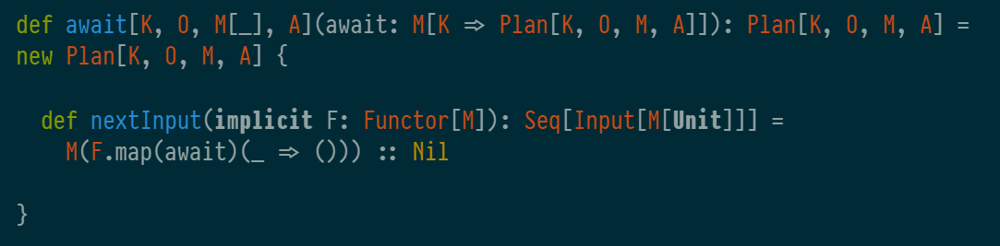 def await[K, O, M[_], A](await: M[K => Plan[K, O, M, A]]): Plan[K, O, M, A] =
new Plan[K, O, M, A] {
def nextInput(implicit F: Functor[M]): Seq[Input[M[Unit]]] =
M(F.map(await)(_ => ())) :: Nil
}